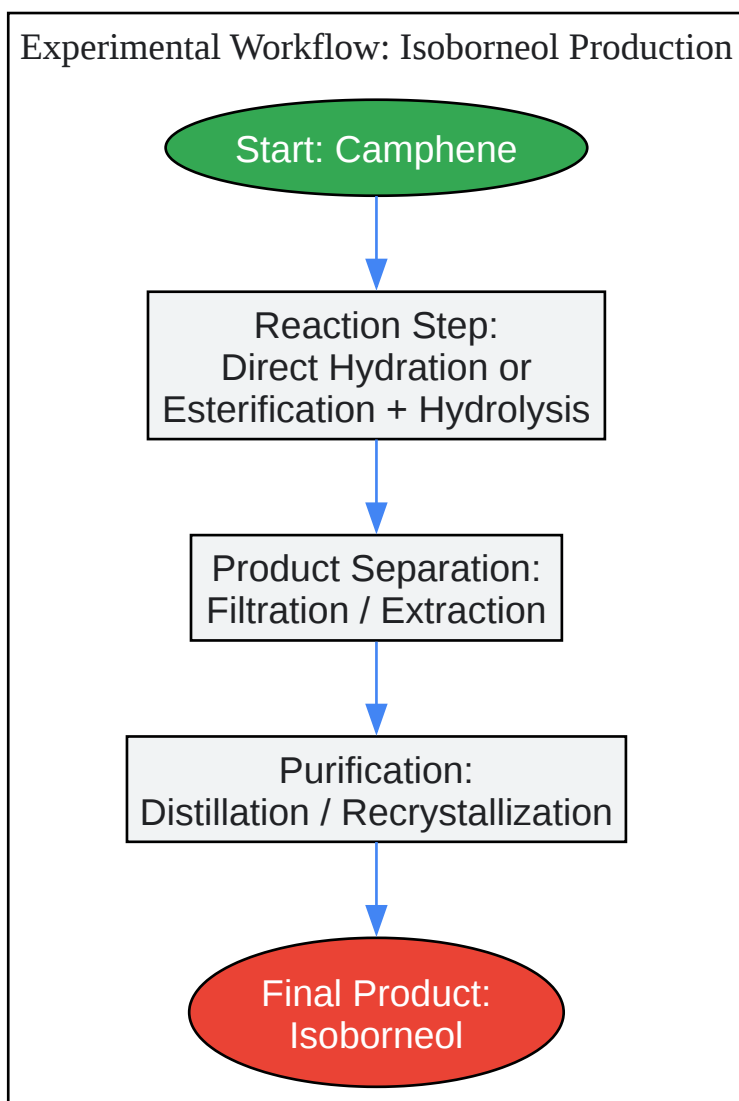 Experimental Workflow: Isoborneol Production
Start: Camphene
Reaction Step:
Direct Hydration or
Esterification + Hydrolysis
Product Separation:
Filtration / Extraction
Purification:
Distillation / Recrystallization
Final Product:
Isoborneol